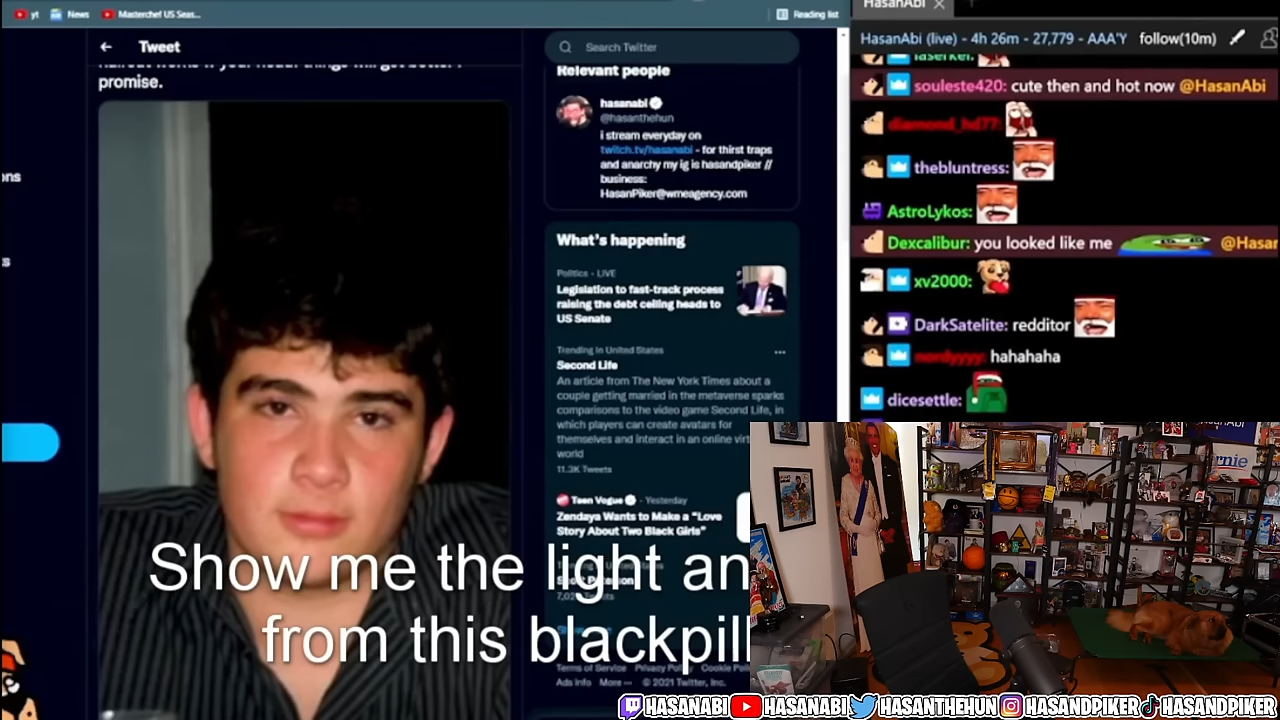 yt
News
Masterchef US Seas...
Reading list
Tweet
promise.
Search Twitter
Relevant people
hasanabi
@hasanthehun
i stream everyday on
twitch.tv/hasanabi - for thirst traps
and anarchy my ig is hasandpiker //
business:
HasanPiker@wmeagency.com
What's happening
Politics · LIVE
Legislation to fast-track process
raising the debt ceiling heads to
US Senate
Trending in United States
Second Life
An article from The New York Times about a
couple getting married in the metaverse sparks
comparisons to the video game Second Life, in
which players can create avatars for
themselves and interact in an online virt
world
11.3K Tweets
Teen Vogue · Yesterday
Zendaya Wants to Make a “Love
Story About Two Black Girls”
Terms of Service Privacy Cookie
Ads info More ··· © 2021 Twitter, Inc.
Show me the light an
from this blackpill
HasanAbi
HasanAbi (live) - 4h 26m - 27,779 - AAA'Y follow(10m)
souleste420: cute then and hot now @HasanAbi
thebluntress:
AstroLykos:
Dexcalibur: you looked like me @Hasan
xv2000:
DarkSatelite: redditor
nordyyyy: hahahaha
dicesettle:
HASANABI HASANABI HASANTHEHUN HASANDPIKER HASANDPIKER